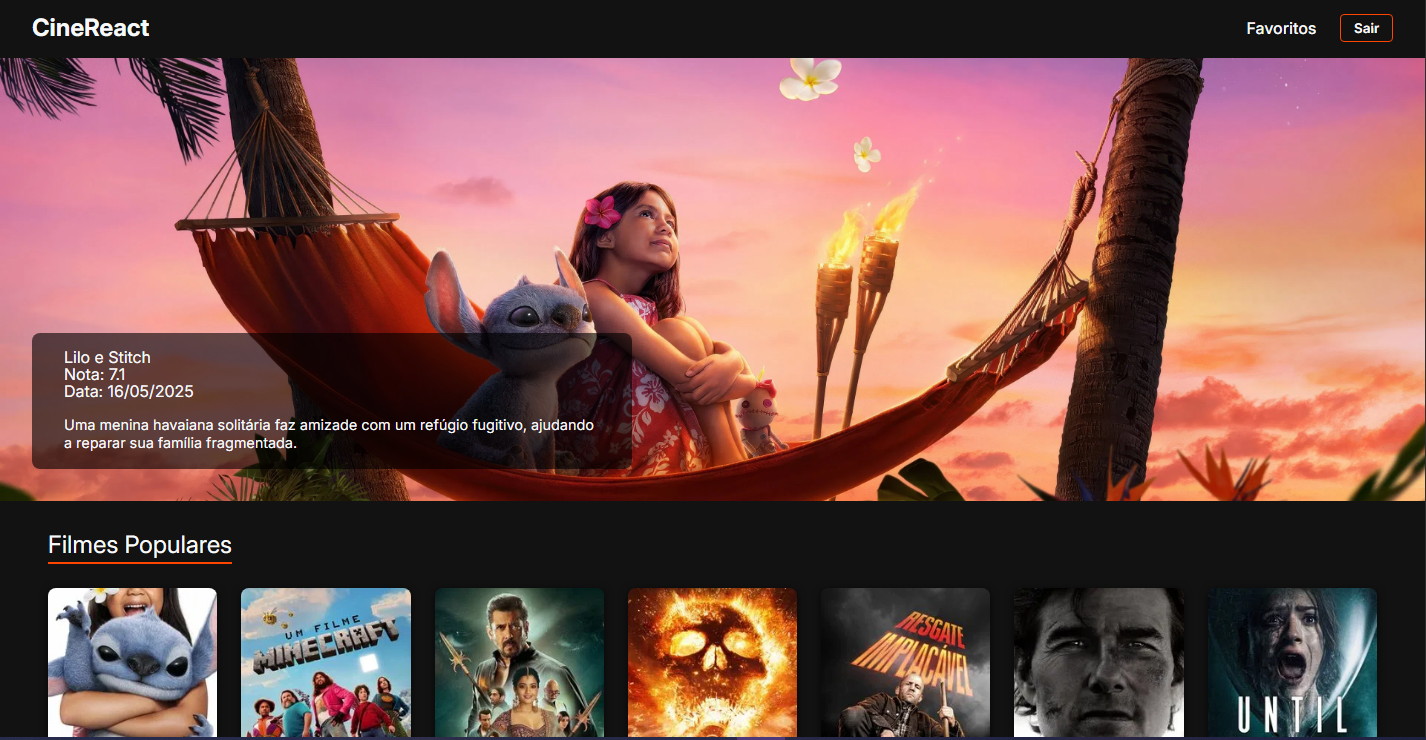 CineReact
Favoritos
Sair
Lilo e Stitch
Nota: 7.1
Data: 16/05/2025
Uma menina havaiana solitária faz amizade com um refúgio fugitivo, ajudando
a reparar sua família fragmentada.
Filmes Populares
UM FILME
MINECRAFT
RESGATE
IMPLACÁVEL
UNTIL